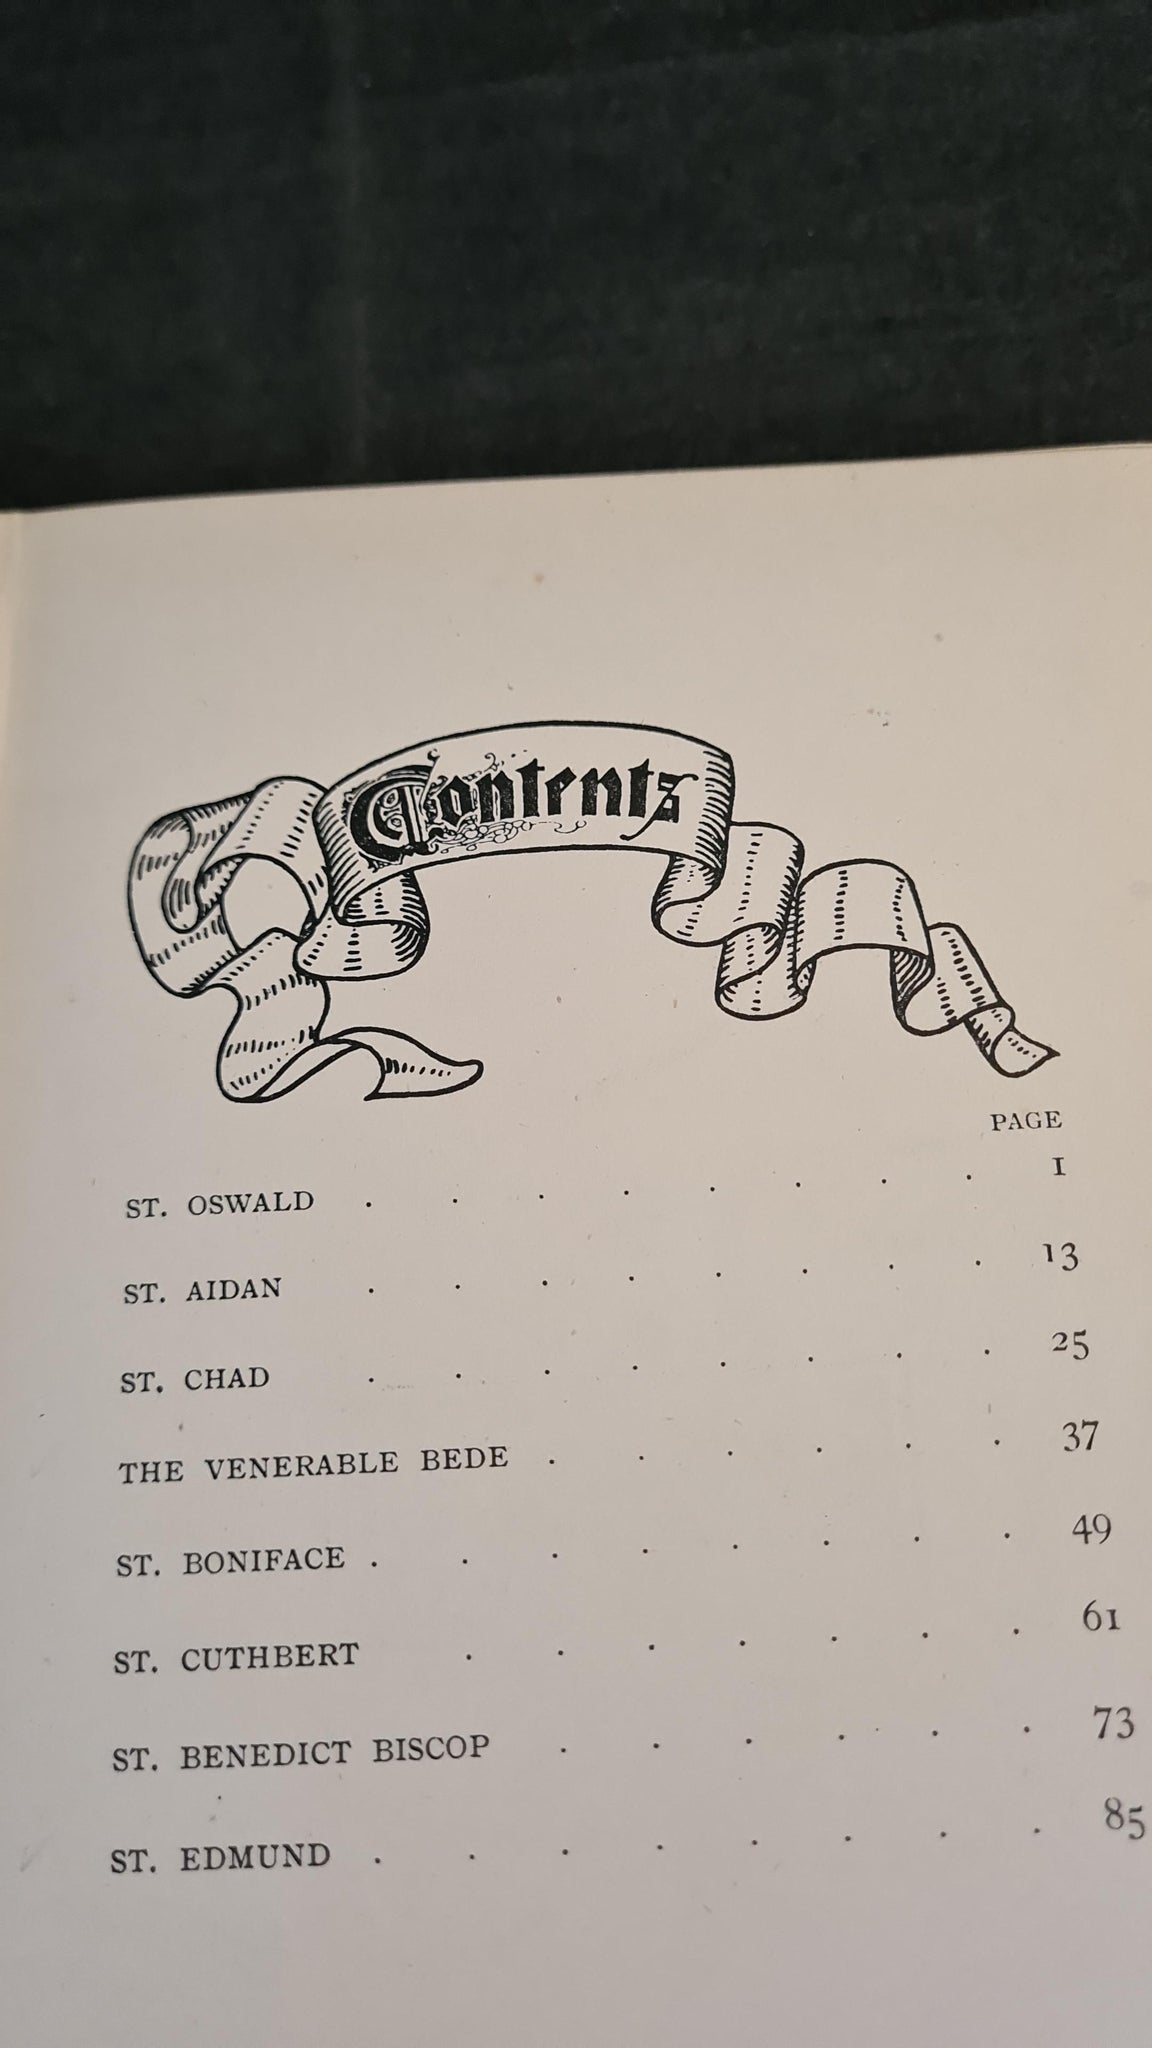 Contents
PAGE
ST. OSWALD . . . . . . . . 1
ST. AIDAN . . . . . . . . 13
ST. CHAD . . . . . . . . 25
THE VENERABLE BEDE . . . . . . 37
ST. BONIFACE . . . . . . . . 49
ST. CUTHBERT . . . . . . . 61
ST. BENEDICT BISCOP . . . . . . 73
ST. EDMUND . . . . . . . . 85